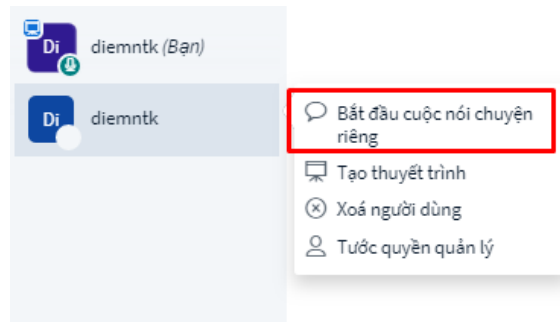 Di diemntk (Bạn)
Di diemntk
Bắt đầu cuộc nói chuyện
riêng
Tạo thuyết trình
Xoá người dùng
Tước quyền quản lý